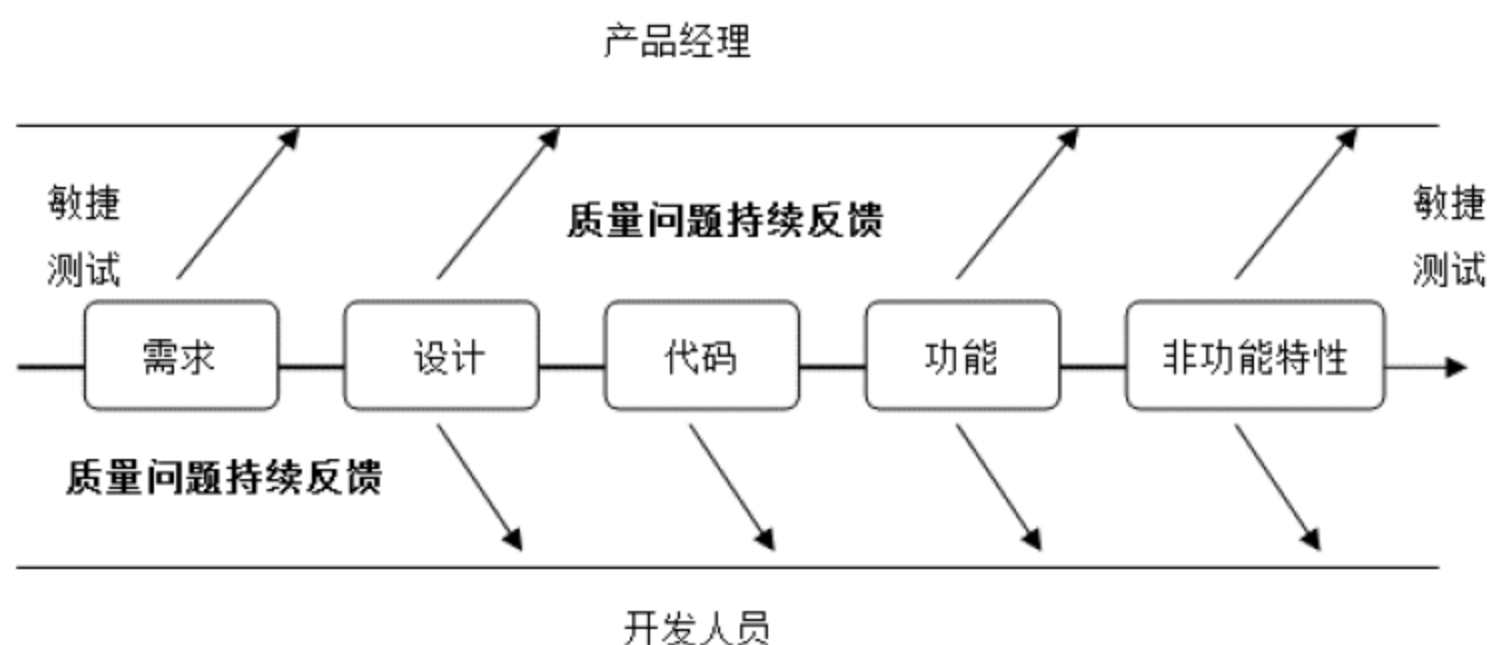 产品经理
敏捷
测试
质量问题持续反馈
敏捷
测试
需求
设计
代码
功能
非功能特性
质量问题持续反馈
开发人员